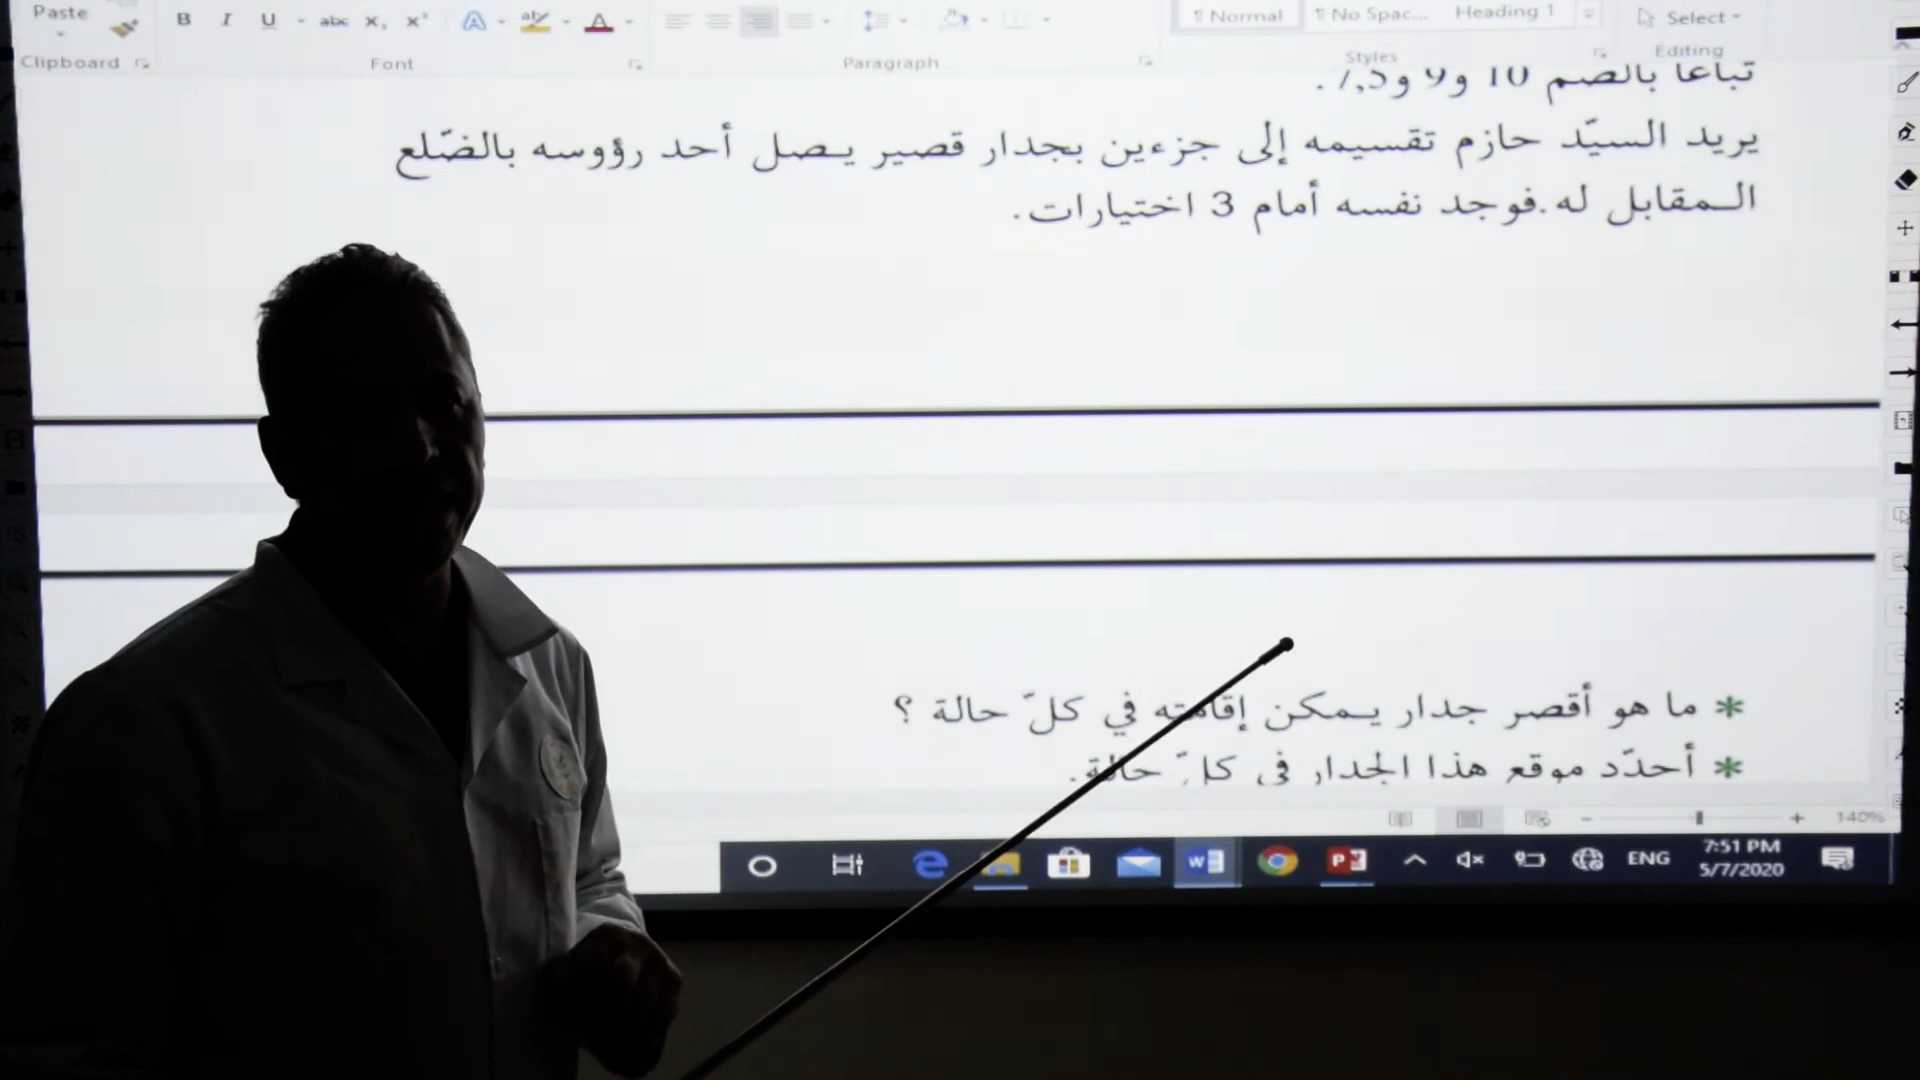 Paste
B I U abc x, x' A ab A
¶ Normal ¶ No Spac... Heading 1
Select
Clipboard Font Paragraph Styles Editing
تباعا بالصم 10 و9 و7,5.
يريد السيّد حازم تقسيمه إلى جزءين بجدار قصير يصل أحد رؤوسه بالضّلع
المقابل له.فوجد نفسه أمام 3 اختيارات.
* ما هو أقصر جدار يمكن إقامته في كلّ حالة ؟
* أحدّد موقع هذا الجدار في كلّ حالة.
140%
W P ENG 7:51 PM
5/7/2020